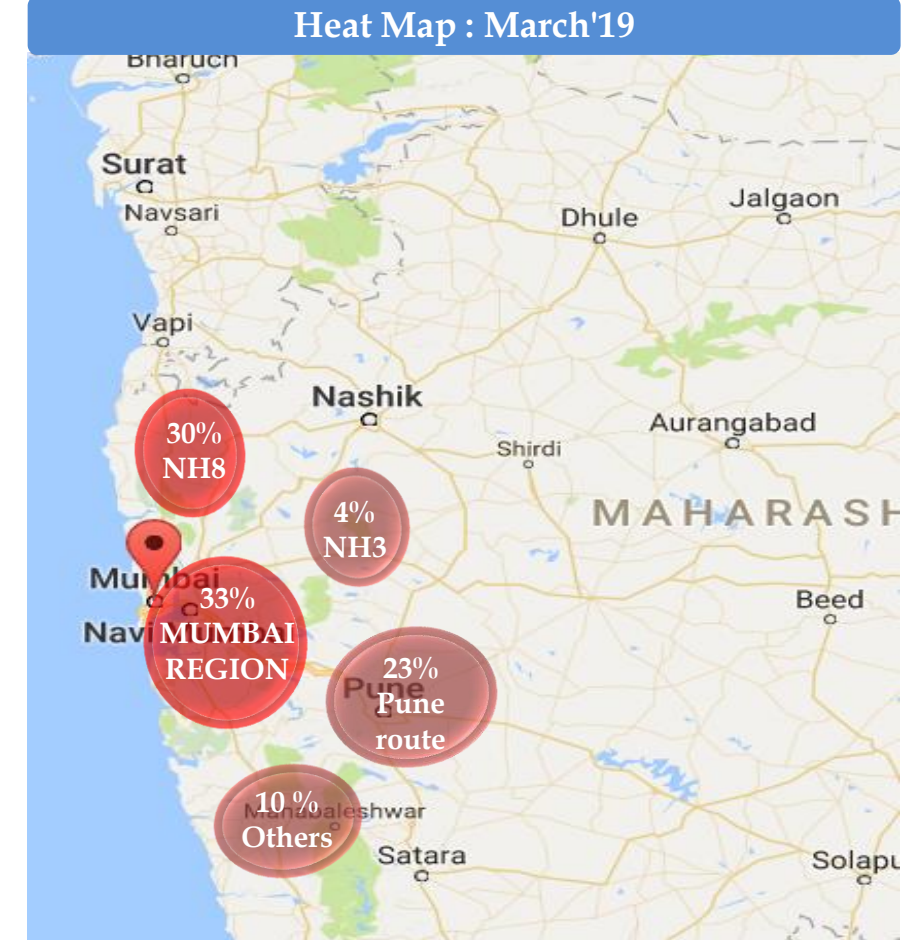 Heat Map : March'19
Bharuch
Surat
Navsari
Dhule
Jalgaon
Vapi
Nashik
Aurangabad
Shirdi
30%
NH8
4%
NH3
MAHARASH
Mumbai
Navi
33%
MUMBAI
REGION
Beed
23%
Pune
Pune
route
10 %
Others
Mahabaleshwar
Satara
Solapu